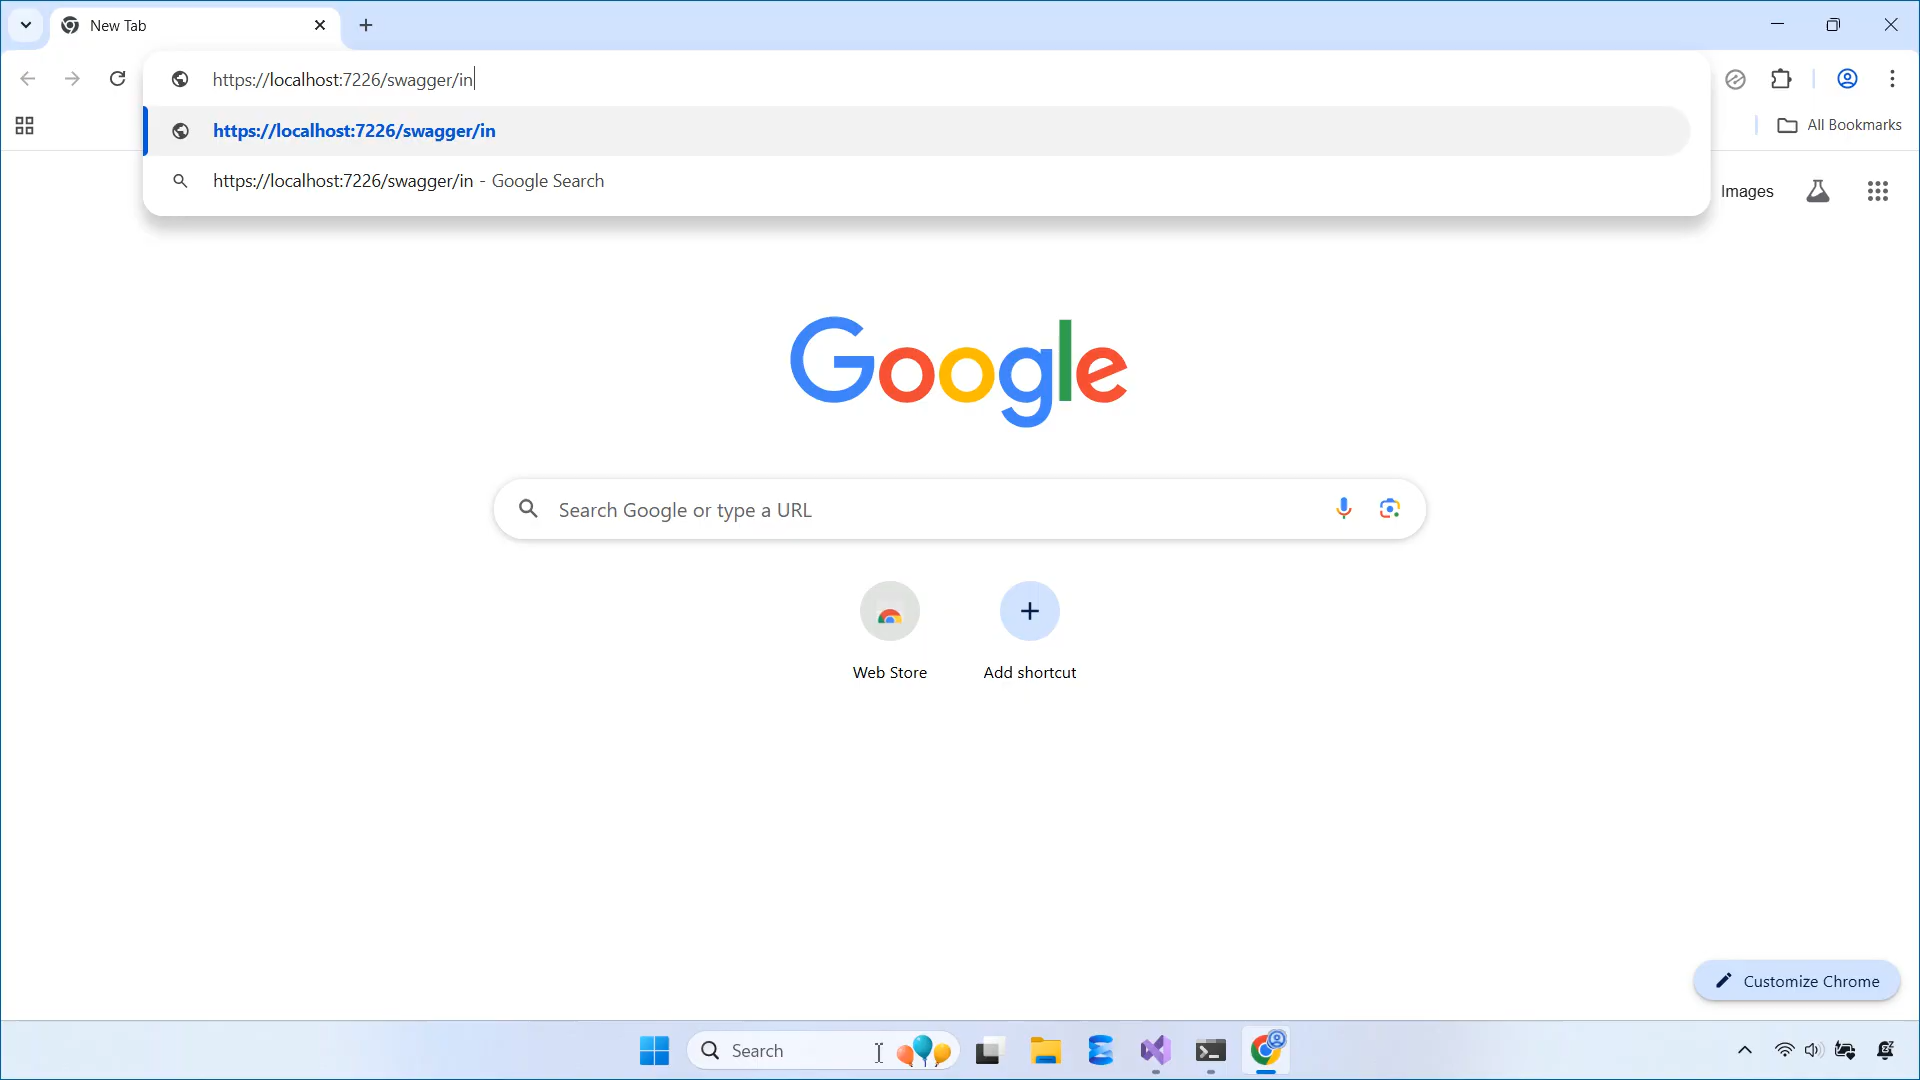 New Tab
https://localhost:7226/swagger/in
https://localhost:7226/swagger/in
https://localhost:7226/swagger/in - Google Search
All Bookmarks
Images
Google
Search Google or type a URL
Web Store
Add shortcut
Customize Chrome
Search